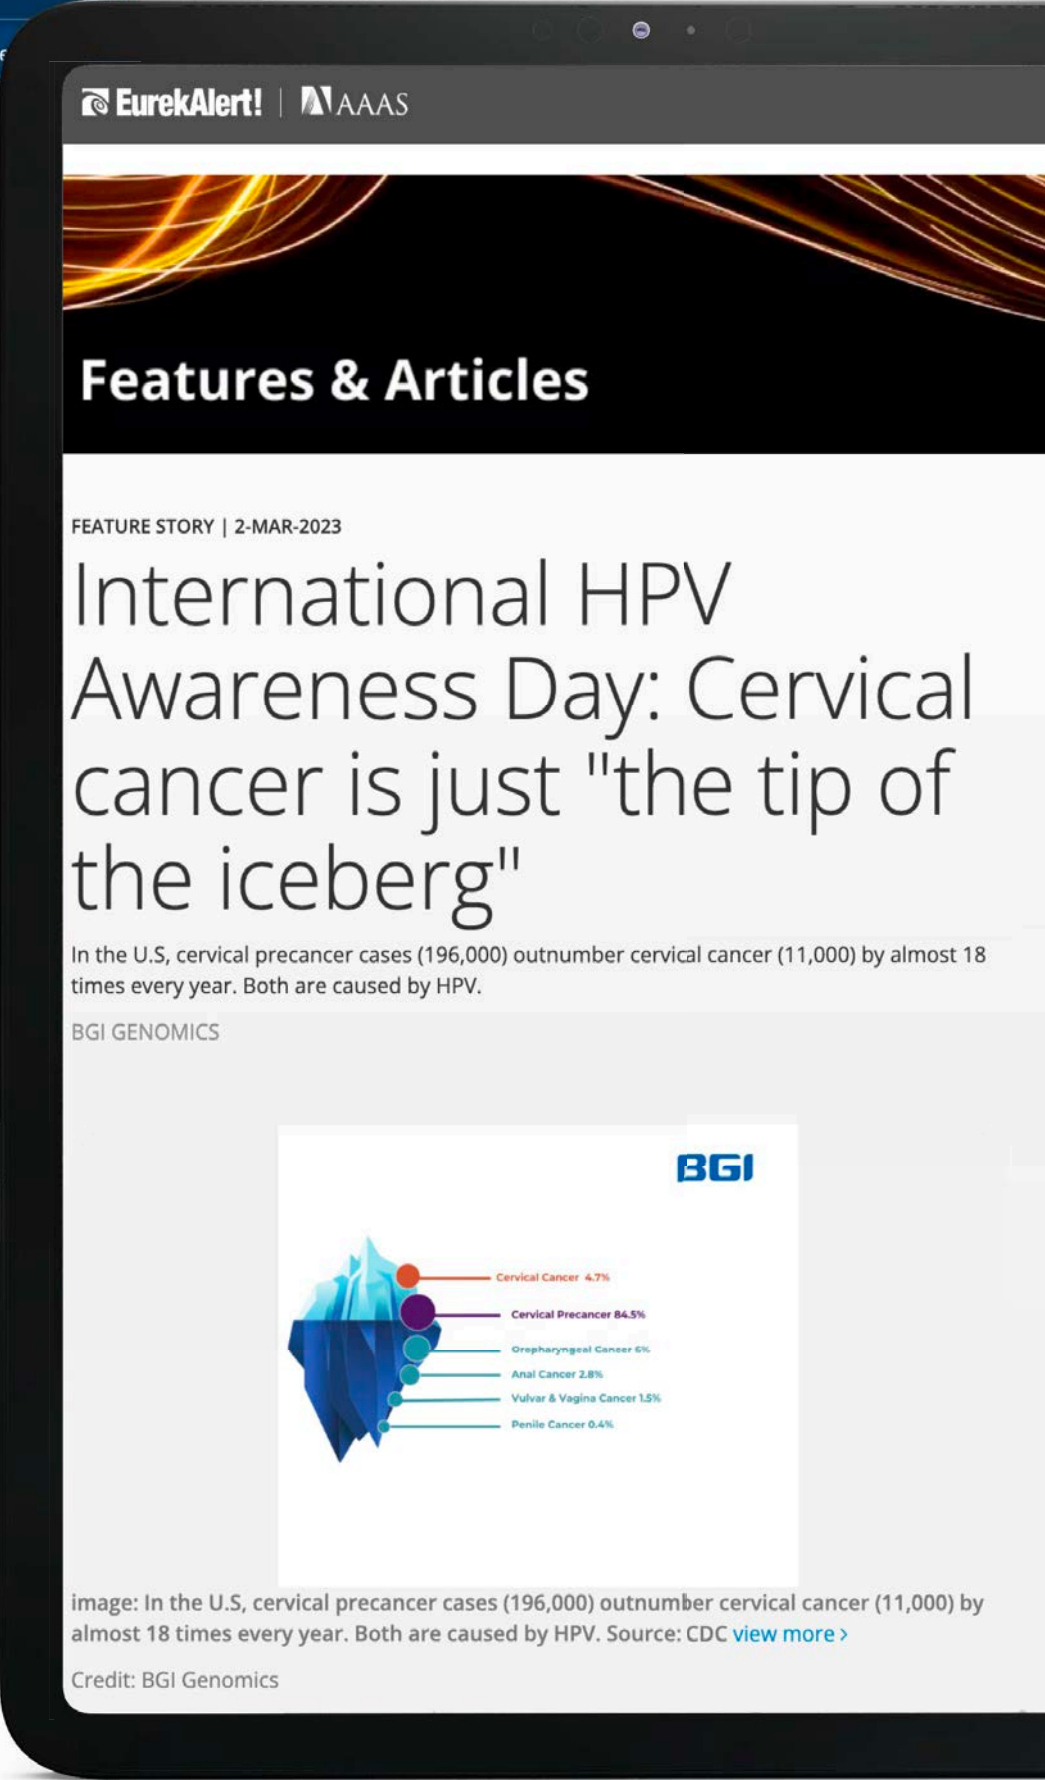 EurekAlert! | AAAS
Features & Articles
FEATURE STORY | 2-MAR-2023
International HPV
Awareness Day: Cervical
cancer is just "the tip of
the iceberg"
In the U.S, cervical precancer cases (196,000) outnumber cervical cancer (11,000) by almost 18
times every year. Both are caused by HPV.
BGI GENOMICS
BGI
Cervical Cancer 4.7%
Cervical Precancer 84.5%
Oropharyngeal Cancer 6%
Anal Cancer 2.8%
Vulvar & Vagina Cancer 1.5%
Penile Cancer 0.4%
image: In the U.S, cervical precancer cases (196,000) outnumber cervical cancer (11,000) by
almost 18 times every year. Both are caused by HPV. Source: CDC view more >
Credit: BGI Genomics